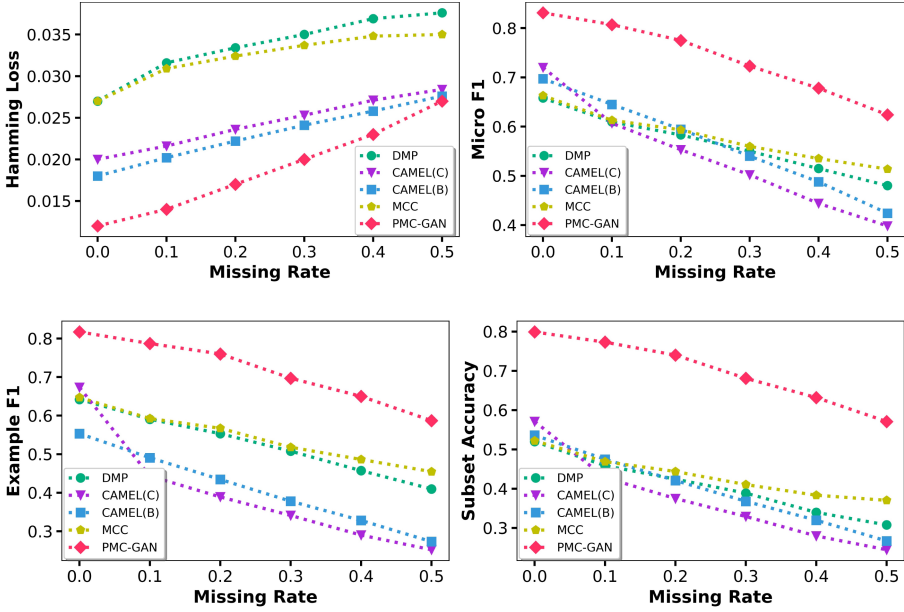 Hamming Loss
0.035
0.030
0.025
0.020
0.015
DMP
CAMEL(C)
CAMEL(B)
MCC
PMC-GAN
0.0 0.1 0.2 0.3 0.4 0.5
Missing Rate
Micro F1
0.8
0.7
0.6
0.5
0.4
DMP
CAMEL(C)
CAMEL(B)
MCC
PMC-GAN
0.0 0.1 0.2 0.3 0.4 0.5
Missing Rate
Example F1
0.8
0.7
0.6
0.5
0.4
0.3
DMP
CAMEL(C)
CAMEL(B)
MCC
PMC-GAN
0.0 0.1 0.2 0.3 0.4 0.5
Missing Rate
Subset Accuracy
0.8
0.7
0.6
0.5
0.4
0.3
DMP
CAMEL(C)
CAMEL(B)
MCC
PMC-GAN
0.0 0.1 0.2 0.3 0.4 0.5
Missing Rate